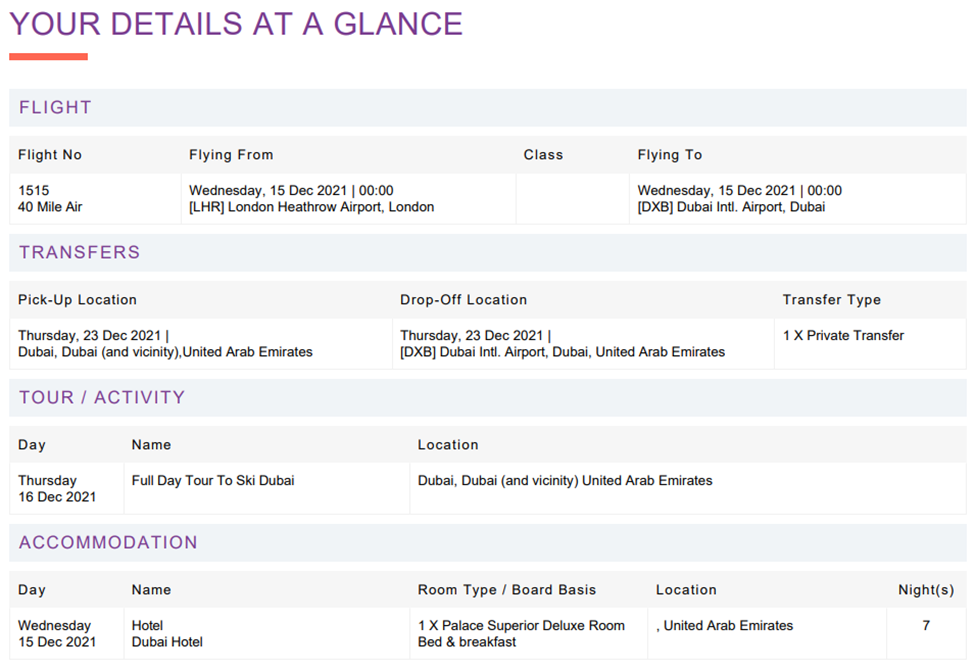 YOUR DETAILS AT A GLANCE
FLIGHT
Flight No Flying From Class Flying To
1515 Wednesday, 15 Dec 2021 | 00:00 Wednesday, 15 Dec 2021 | 00:00
40 Mile Air [LHR] London Heathrow Airport, London [DXB] Dubai Intl. Airport, Dubai
TRANSFERS
Pick-Up Location Drop-Off Location Transfer Type
Thursday, 23 Dec 2021 | Thursday, 23 Dec 2021 | 1 X Private Transfer
Dubai, Dubai (and vicinity),United Arab Emirates [DXB] Dubai Intl. Airport, Dubai, United Arab Emirates
TOUR / ACTIVITY
Day Name Location
Thursday Full Day Tour To Ski Dubai Dubai, Dubai (and vicinity) United Arab Emirates
16 Dec 2021
ACCOMMODATION
Day Name Room Type / Board Basis Location Night(s)
Wednesday Hotel 1 X Palace Superior Deluxe Room , United Arab Emirates 7
15 Dec 2021 Dubai Hotel Bed & breakfast